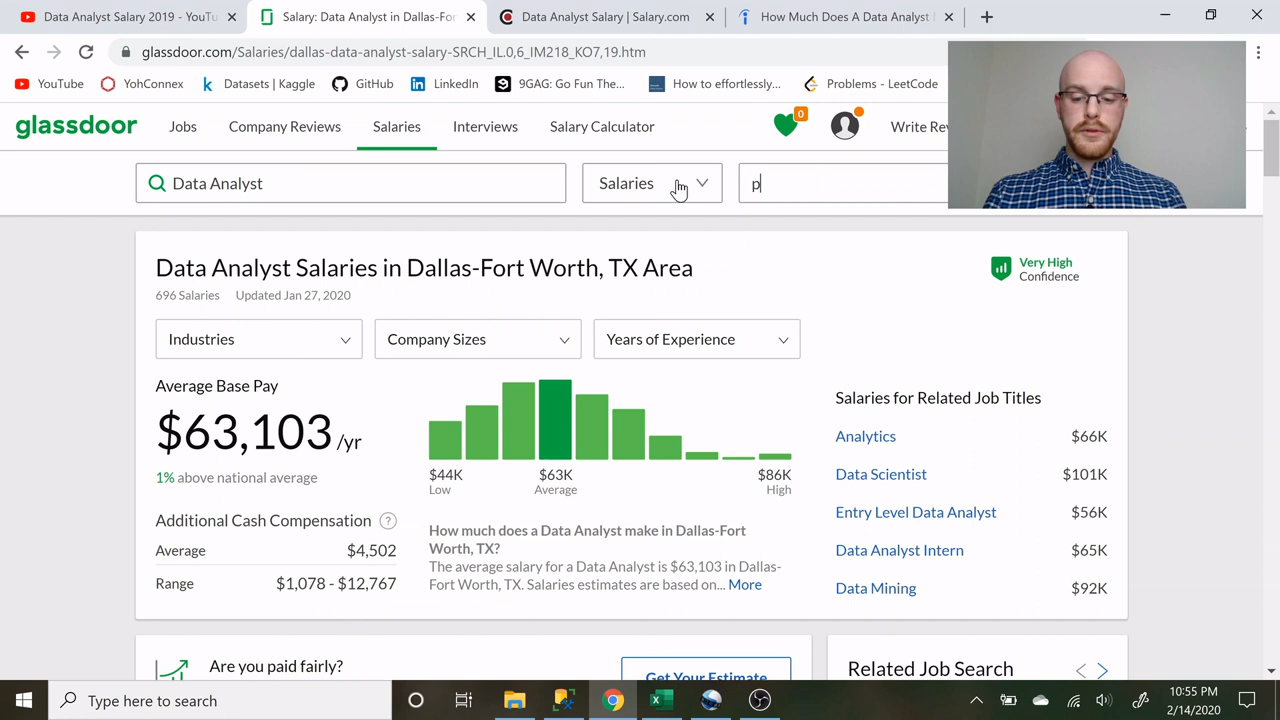 Data Analyst Salary 2019 - YouTu
Salary: Data Analyst in Dallas-For
Data Analyst Salary | Salary.com
How Much Does A Data Analyst
glassdoor.com/Salaries/dallas-data-analyst-salary-SRCH_IL.0,6_IM218_KO7,19.htm
YouTube
YohConnex
Datasets | Kaggle
GitHub
LinkedIn
9GAG: Go Fun The...
How to effortlessly...
Problems - LeetCode
glassdoor
Jobs
Company Reviews
Salaries
Interviews
Salary Calculator
0
Write Rev
Data Analyst
Salaries
p
Data Analyst Salaries in Dallas-Fort Worth, TX Area
696 Salaries Updated Jan 27, 2020
Very High
Confidence
Industries
Company Sizes
Years of Experience
Average Base Pay
$63,103 /yr
1% above national average
Additional Cash Compensation ?
Average $4,502
Range $1,078 - $12,767
$44K
Low
$63K
Average
$86K
High
How much does a Data Analyst make in Dallas-Fort
Worth, TX?
The average salary for a Data Analyst is $63,103 in Dallas-
Fort Worth, TX. Salaries estimates are based on... More
Salaries for Related Job Titles
Analytics $66K
Data Scientist $101K
Entry Level Data Analyst $56K
Data Analyst Intern $65K
Data Mining $92K
Are you paid fairly?
Get Your Estimate
Related Job Search
Type here to search
10:55 PM
2/14/2020